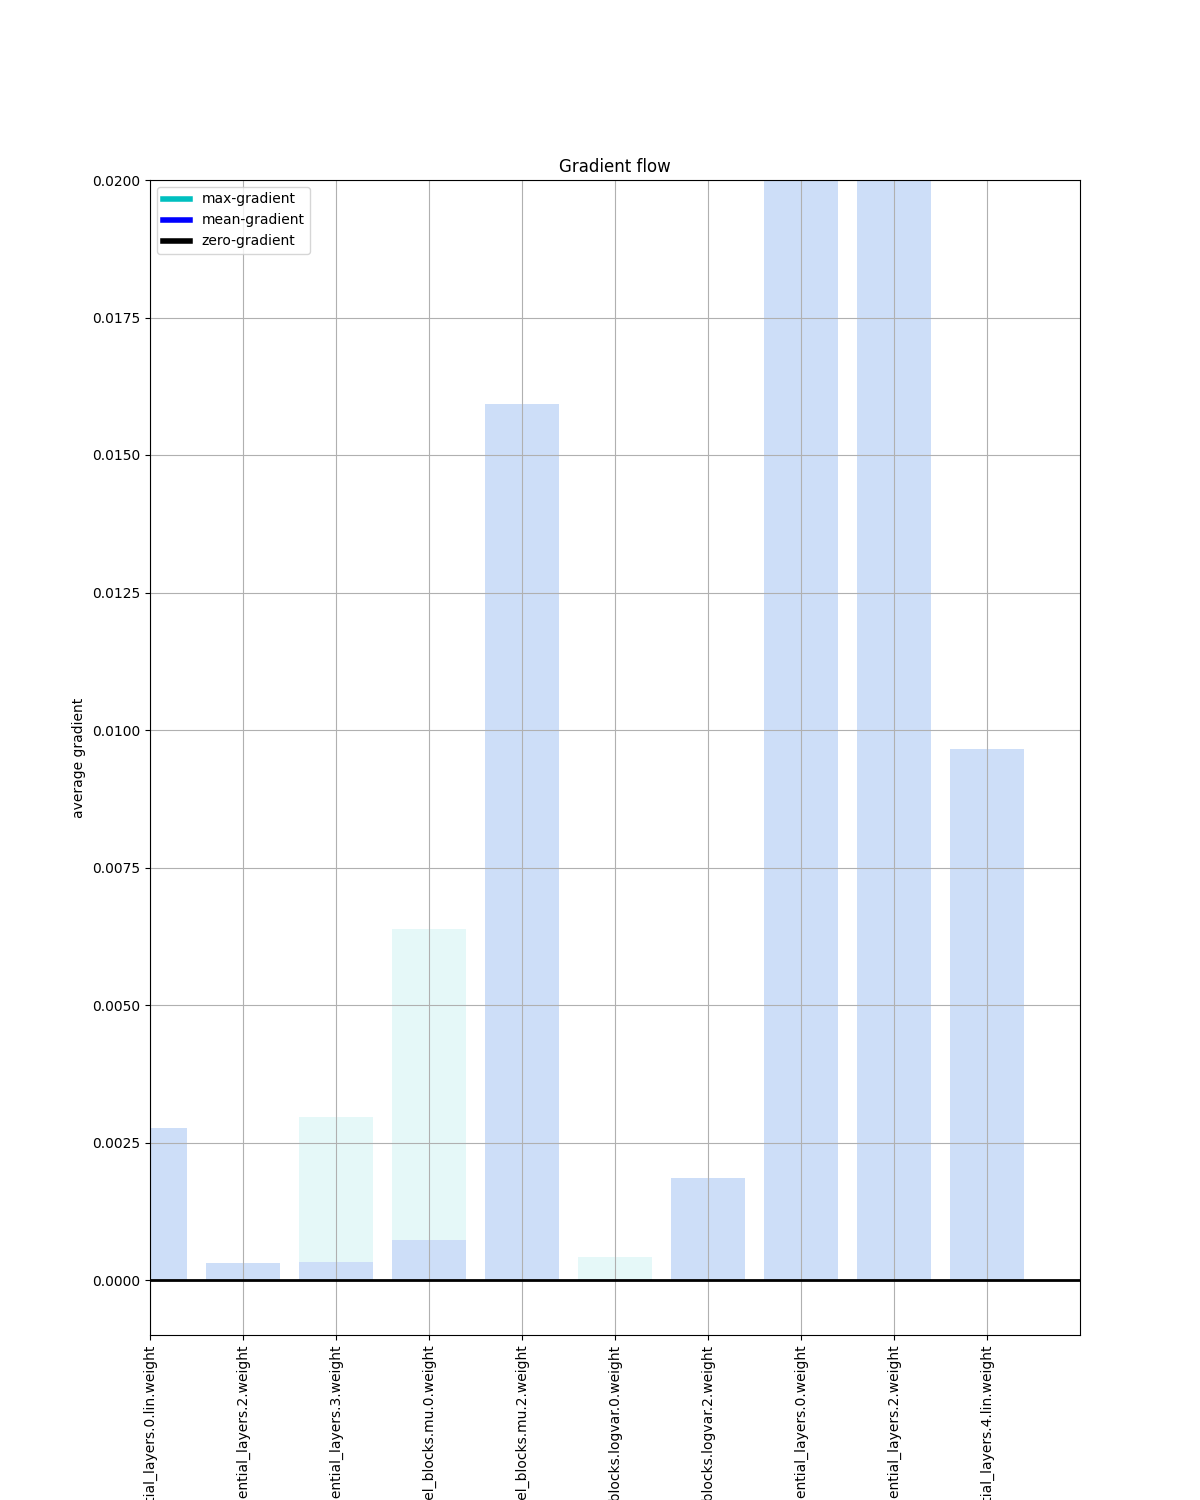 Gradient flow
max-gradient
mean-gradient
zero-gradient
0.0200
0.0175
0.0150
0.0125
0.0100
0.0075
0.0050
0.0025
0.0000
average gradient
tial_layers.0.lin.weight
ential_layers.2.weight
ential_layers.3.weight
el_blocks.mu.0.weight
el_blocks.mu.2.weight
blocks.logvar.0.weight
blocks.logvar.2.weight
ential_layers.0.weight
ential_layers.2.weight
tial_layers.4.lin.weight